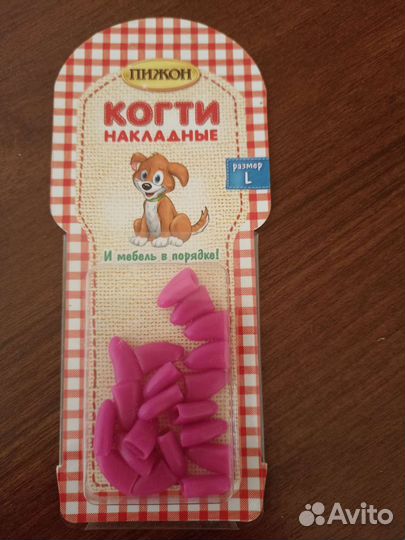 ПИЖОН
КОГТИ
НАКЛАДНЫЕ
размер
L
И мебель в порядке!
Avito